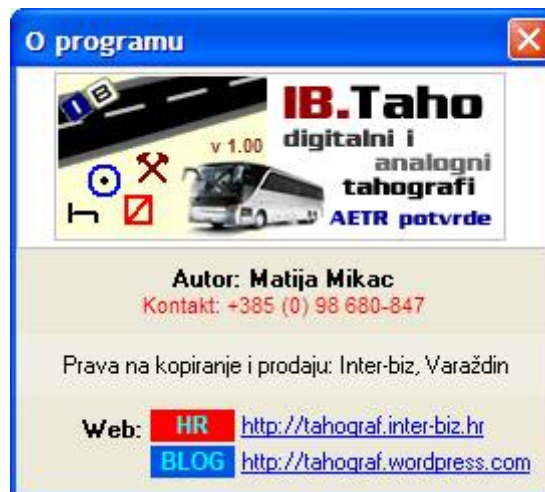 O programu
I B
IB.Taho
digitalni i
analogni
tahografi
AETR potvrde
v 1.00
Autor: Matija Mikac
Kontakt: +385 (0) 98 680-847
Prava na kopiranje i prodaju: Inter-biz, Varaždin
Web: HR http://tahograf.inter-biz.hr
BLOG http://tahograf.wordpress.com